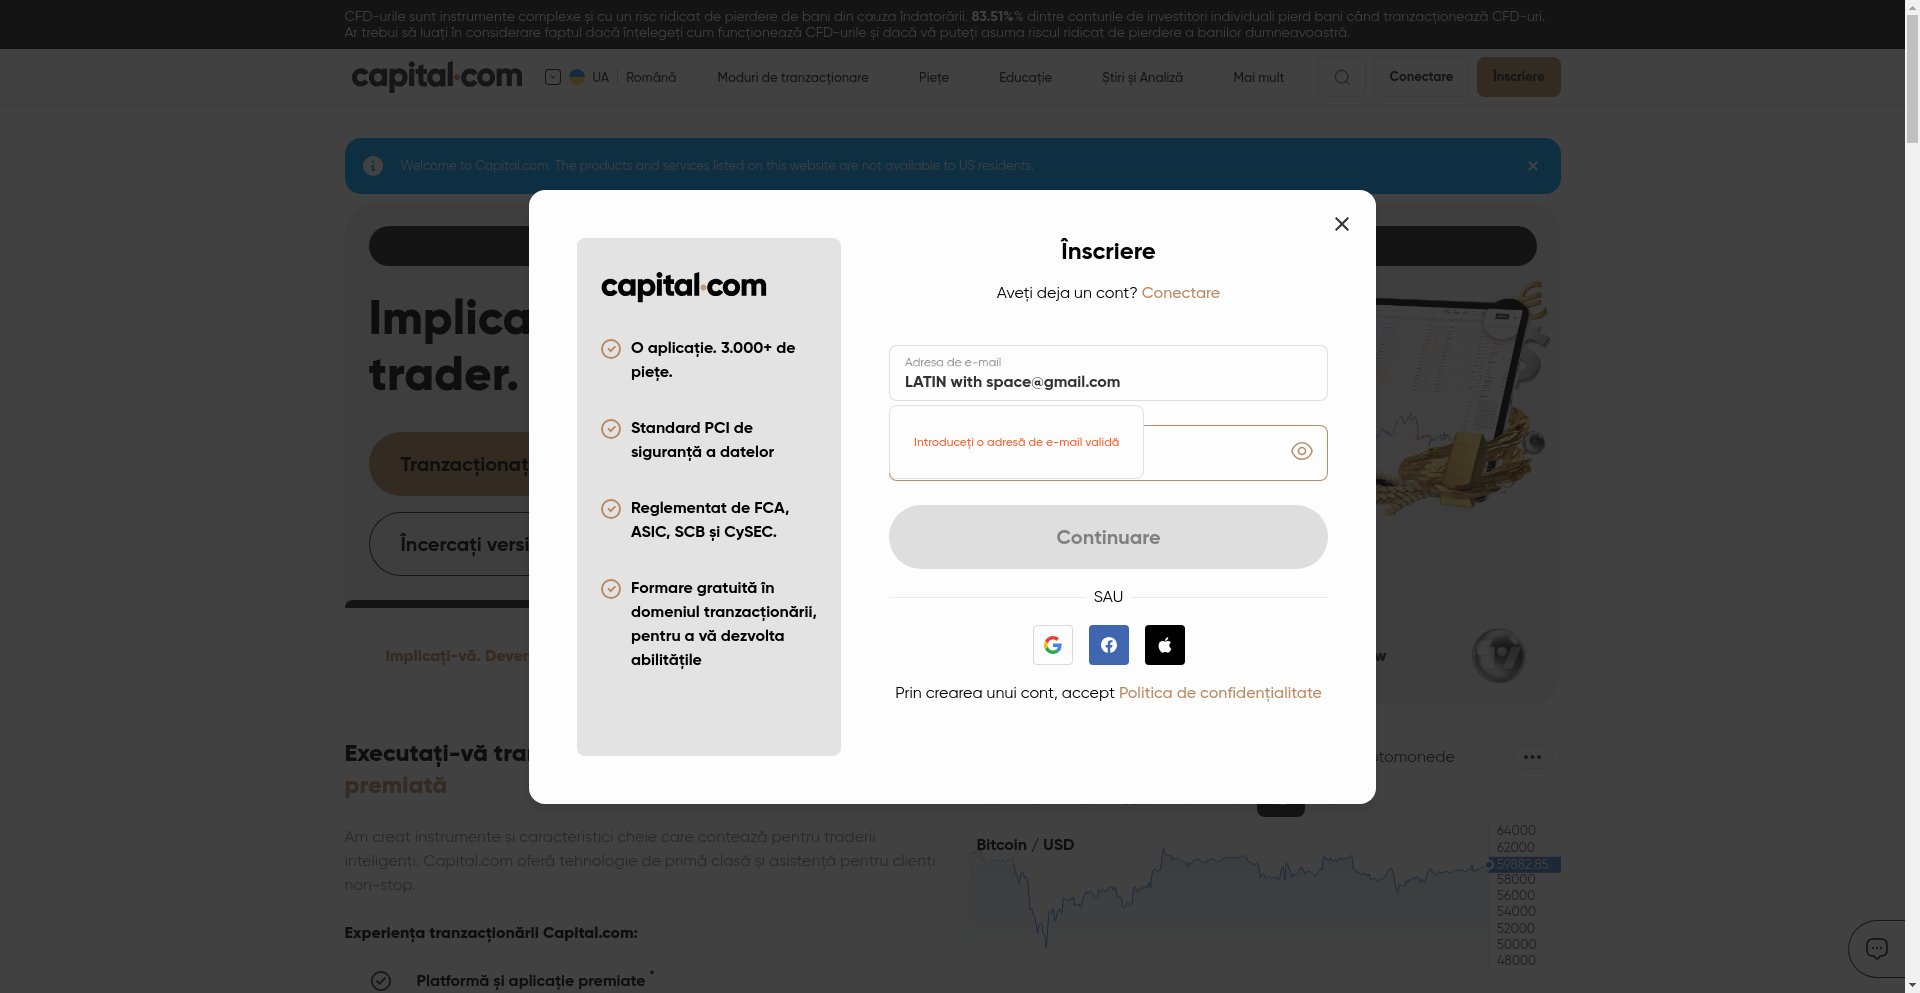 CFD-urile sunt instrumente complexe și cu un risc ridicat de pierdere de bani din cauza îndatorării. 83.51%% dintre conturile de investitori individuali pierd bani când tranzacționează CFD-uri.
Ar trebui să luați în considerare faptul dacă înțelegeți cum funcționează CFD-urile și dacă vă puteți asuma riscul ridicat de pierdere a banilor dumneavoastră.
capital.com
UA
Română
Moduri de tranzacționare
Piețe
Educație
Știri și Analiză
Mai mult
Conectare
Înscriere
Welcome to Capital.com. The products and services listed on this website are not available to US residents.
Implica
trader.
Tranzacționaț
Încercați versi
Implicați-vă. Deven
capital.com
O aplicație. 3.000+ de
piețe.
Standard PCI de
siguranță a datelor
Reglementat de FCA,
ASIC, SCB și CySEC.
Formare gratuită în
domeniul tranzacționării,
pentru a vă dezvolta
abilitățile
Înscriere
Aveți deja un cont? Conectare
Adresa de e-mail
LATIN with space@gmail.com
Introduceți o adresă de e-mail validă
Continuare
SAU
Prin crearea unui cont, accept Politica de confidențialitate
Executați-vă tran
premiată
Am creat instrumente și caracteristici cheie care contează pentru traderii
inteligenți. Capital.com oferă tehnologie de primă clasă și asistență pentru clienți
non-stop.
Experiența tranzacționării Capital.com:
Platformă și aplicație premiate *
tomonede
Bitcoin / USD
64000
62000
59882.85
58000
56000
54000
52000
50000
48000